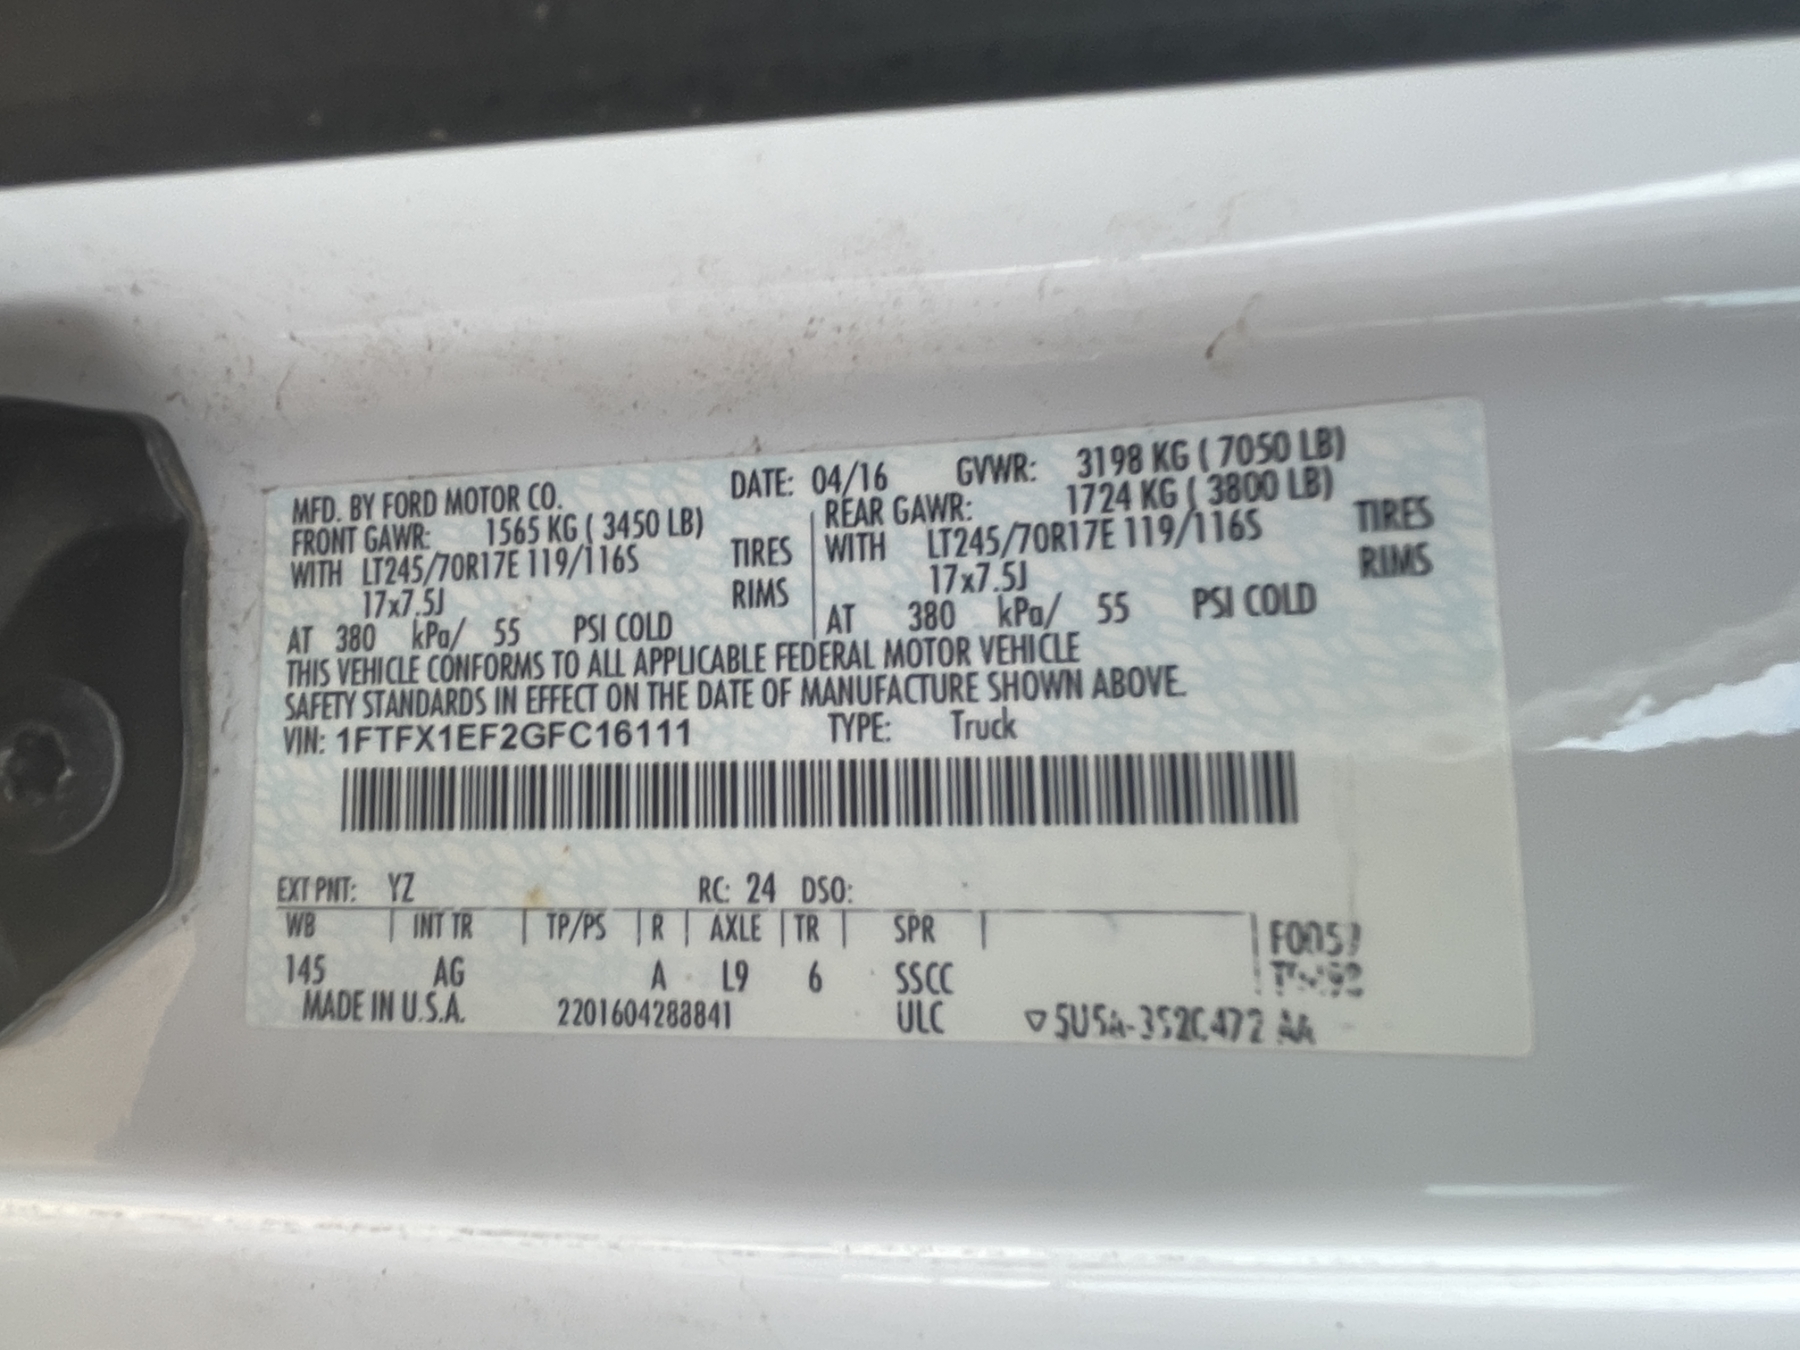 MFD. BY FORD MOTOR CO. DATE: 04/16 GVWR: 3198 KG ( 7050 LB)
FRONT GAWR: 1565 KG ( 3450 LB) REAR GAWR: 1724 KG ( 3800 LB)
WITH LT245/70R17E 119/116S TIRES WITH LT245/70R17E 119/116S TIRES
17x7.5J RIMS 17x7.5J RIMS
AT 380 kPa/ 55 PSI COLD AT 380 kPa/ 55 PSI COLD
THIS VEHICLE CONFORMS TO ALL APPLICABLE FEDERAL MOTOR VEHICLE
SAFETY STANDARDS IN EFFECT ON THE DATE OF MANUFACTURE SHOWN ABOVE.
VIN: 1FTFX1EF2GFC16111 TYPE: Truck
EXT PNT: YZ RC: 24 DSO:
WB INT TR TP/PS R AXLE TR SPR
145 AG A L9 6 SSCC
MADE IN U.S.A. 2201604288841 ULC